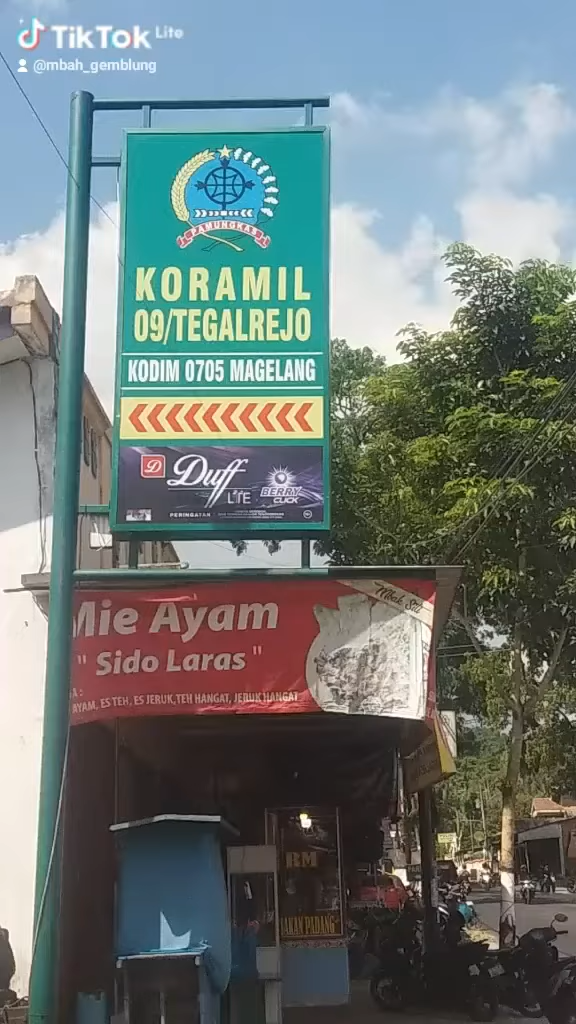 TikTok Lite
@mbah_gemblung
PAMUNGKAS
KORAMIL
09/TEGALREJO
KODIM 0705 MAGELANG
D Duff
LITE
BERRY
CLICK
PERINGATAN
Mie Ayam
Mbak Siti
" Sido Laras "
AYAM, ES TEH, ES JERUK, TEH HANGAT, JERUK HANGAT
RM
PADANG